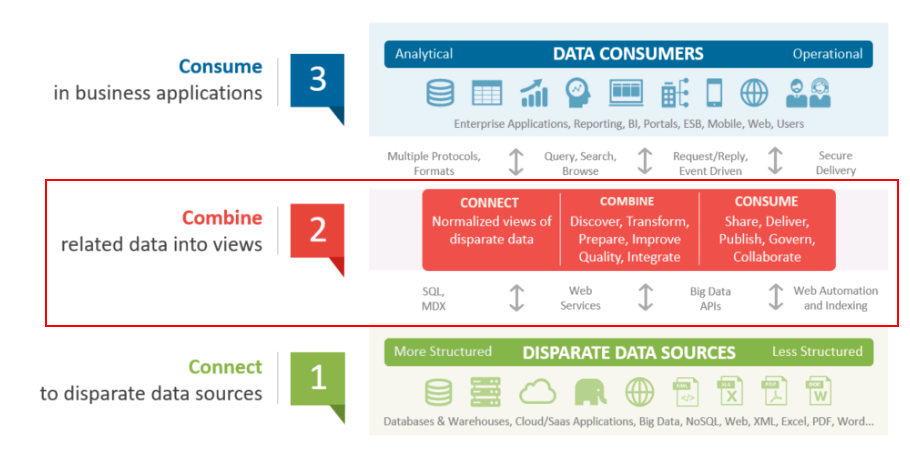 Consume
in business applications
3
Analytical DATA CONSUMERS Operational
Enterprise Applications, Reporting, BI, Portals, ESB, Mobile, Web, Users
Multiple Protocols,
Formats
Query, Search,
Browse
Request/Reply,
Event Driven
Secure
Delivery
Combine
related data into views
2
CONNECT
Normalized views of
disparate data
COMBINE
Discover, Transform,
Prepare, Improve
Quality, Integrate
CONSUME
Share, Deliver,
Publish, Govern,
Collaborate
SQL,
MDX
Web
Services
Big Data
APIs
Web Automation
and Indexing
Connect
to disparate data sources
1
More Structured DISPARATE DATA SOURCES Less Structured
X
W
Databases & Warehouses, Cloud/Saas Applications, Big Data, NoSQL, Web, XML, Excel, PDF, Word...